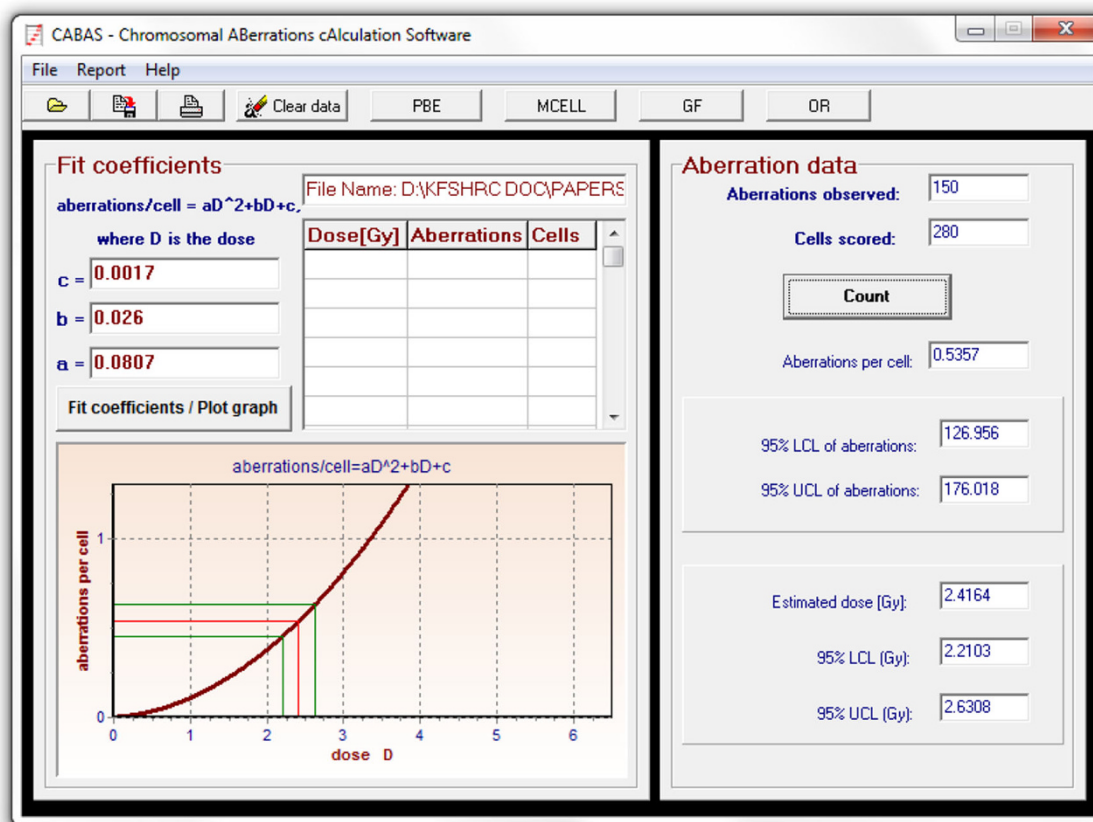 CABAS - Chromosomal ABerrations cAlculation Software
File Report Help
Clear data PBE MCELL GF OR
Fit coefficients
aberrations/cell = aD^2+bD+c,
where D is the dose
c = 0.0017
b = 0.026
a = 0.0807
Fit coefficients / Plot graph
File Name: D:\KFSHRC DOC\PAPERS
Dose[Gy] Aberrations Cells
aberrations/cell=aD^2+bD+c
aberrations per cell
1
0
0 1 2 3 4 5 6
dose D
Aberration data
Aberrations observed: 150
Cells scored: 280
Count
Aberrations per cell: 0.5357
95% LCL of aberrations: 126.956
95% UCL of aberrations: 176.018
Estimated dose [Gy]: 2.4164
95% LCL (Gy): 2.2103
95% UCL (Gy): 2.6308